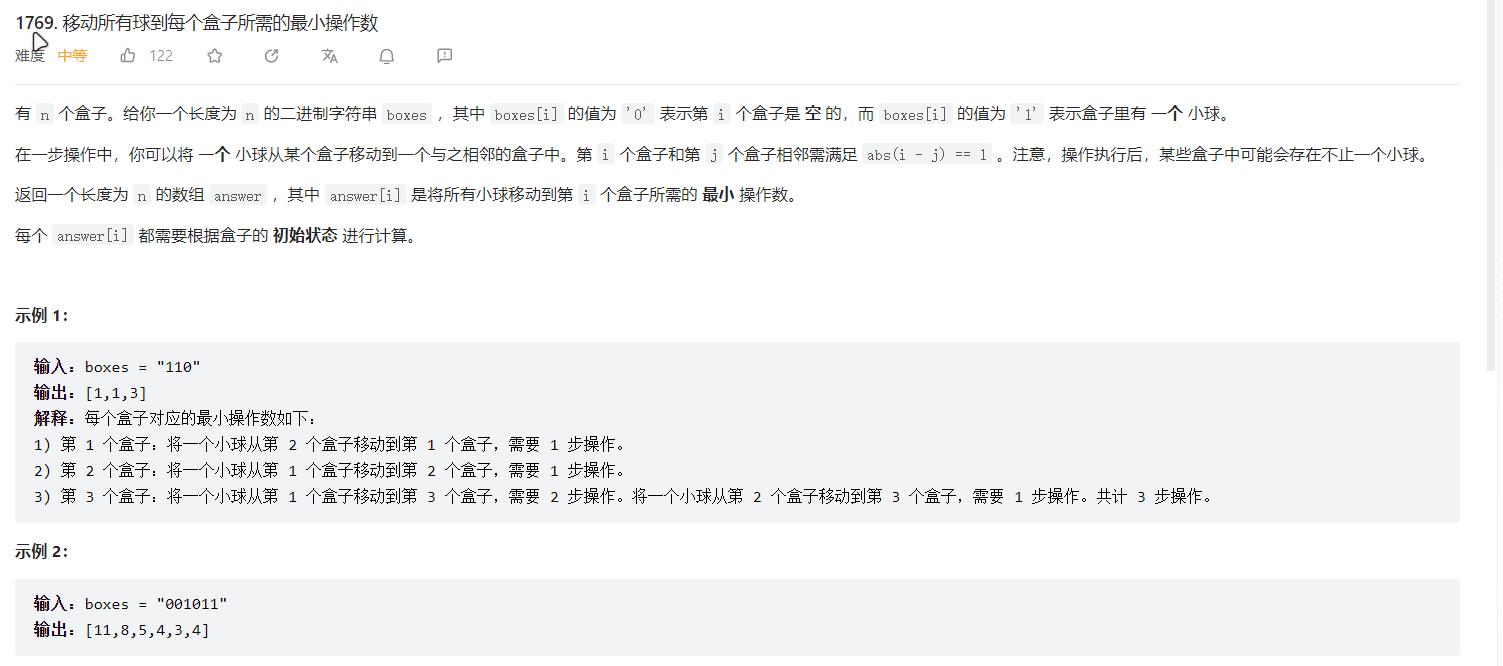 1769. 移动所有球到每个盒子所需的最小操作数
难度 中等 122
有 n 个盒子。给你一个长度为 n 的二进制字符串 boxes ，其中 boxes[i] 的值为 '0' 表示第 i 个盒子是 空 的，而 boxes[i] 的值为 '1' 表示盒子里有 一个 小球。
在一步操作中，你可以将 一个 小球从某个盒子移动到一个与之相邻的盒子中。第 i 个盒子和第 j 个盒子相邻需满足 abs(i - j) == 1 。注意，操作执行后，某些盒子中可能会存在不止一个小球。
返回一个长度为 n 的数组 answer ，其中 answer[i] 是将所有小球移动到第 i 个盒子所需的 最小 操作数。
每个 answer[i] 都需要根据盒子的 初始状态 进行计算。
示例 1：
输入：boxes = "110"
输出：[1,1,3]
解释：每个盒子对应的最小操作数如下：
1) 第 1 个盒子：将一个小球从第 2 个盒子移动到第 1 个盒子，需要 1 步操作。
2) 第 2 个盒子：将一个小球从第 1 个盒子移动到第 2 个盒子，需要 1 步操作。
3) 第 3 个盒子：将一个小球从第 1 个盒子移动到第 3 个盒子，需要 2 步操作。将一个小球从第 2 个盒子移动到第 3 个盒子，需要 1 步操作。共计 3 步操作。
示例 2：
输入：boxes = "001011"
输出：[11,8,5,4,3,4]